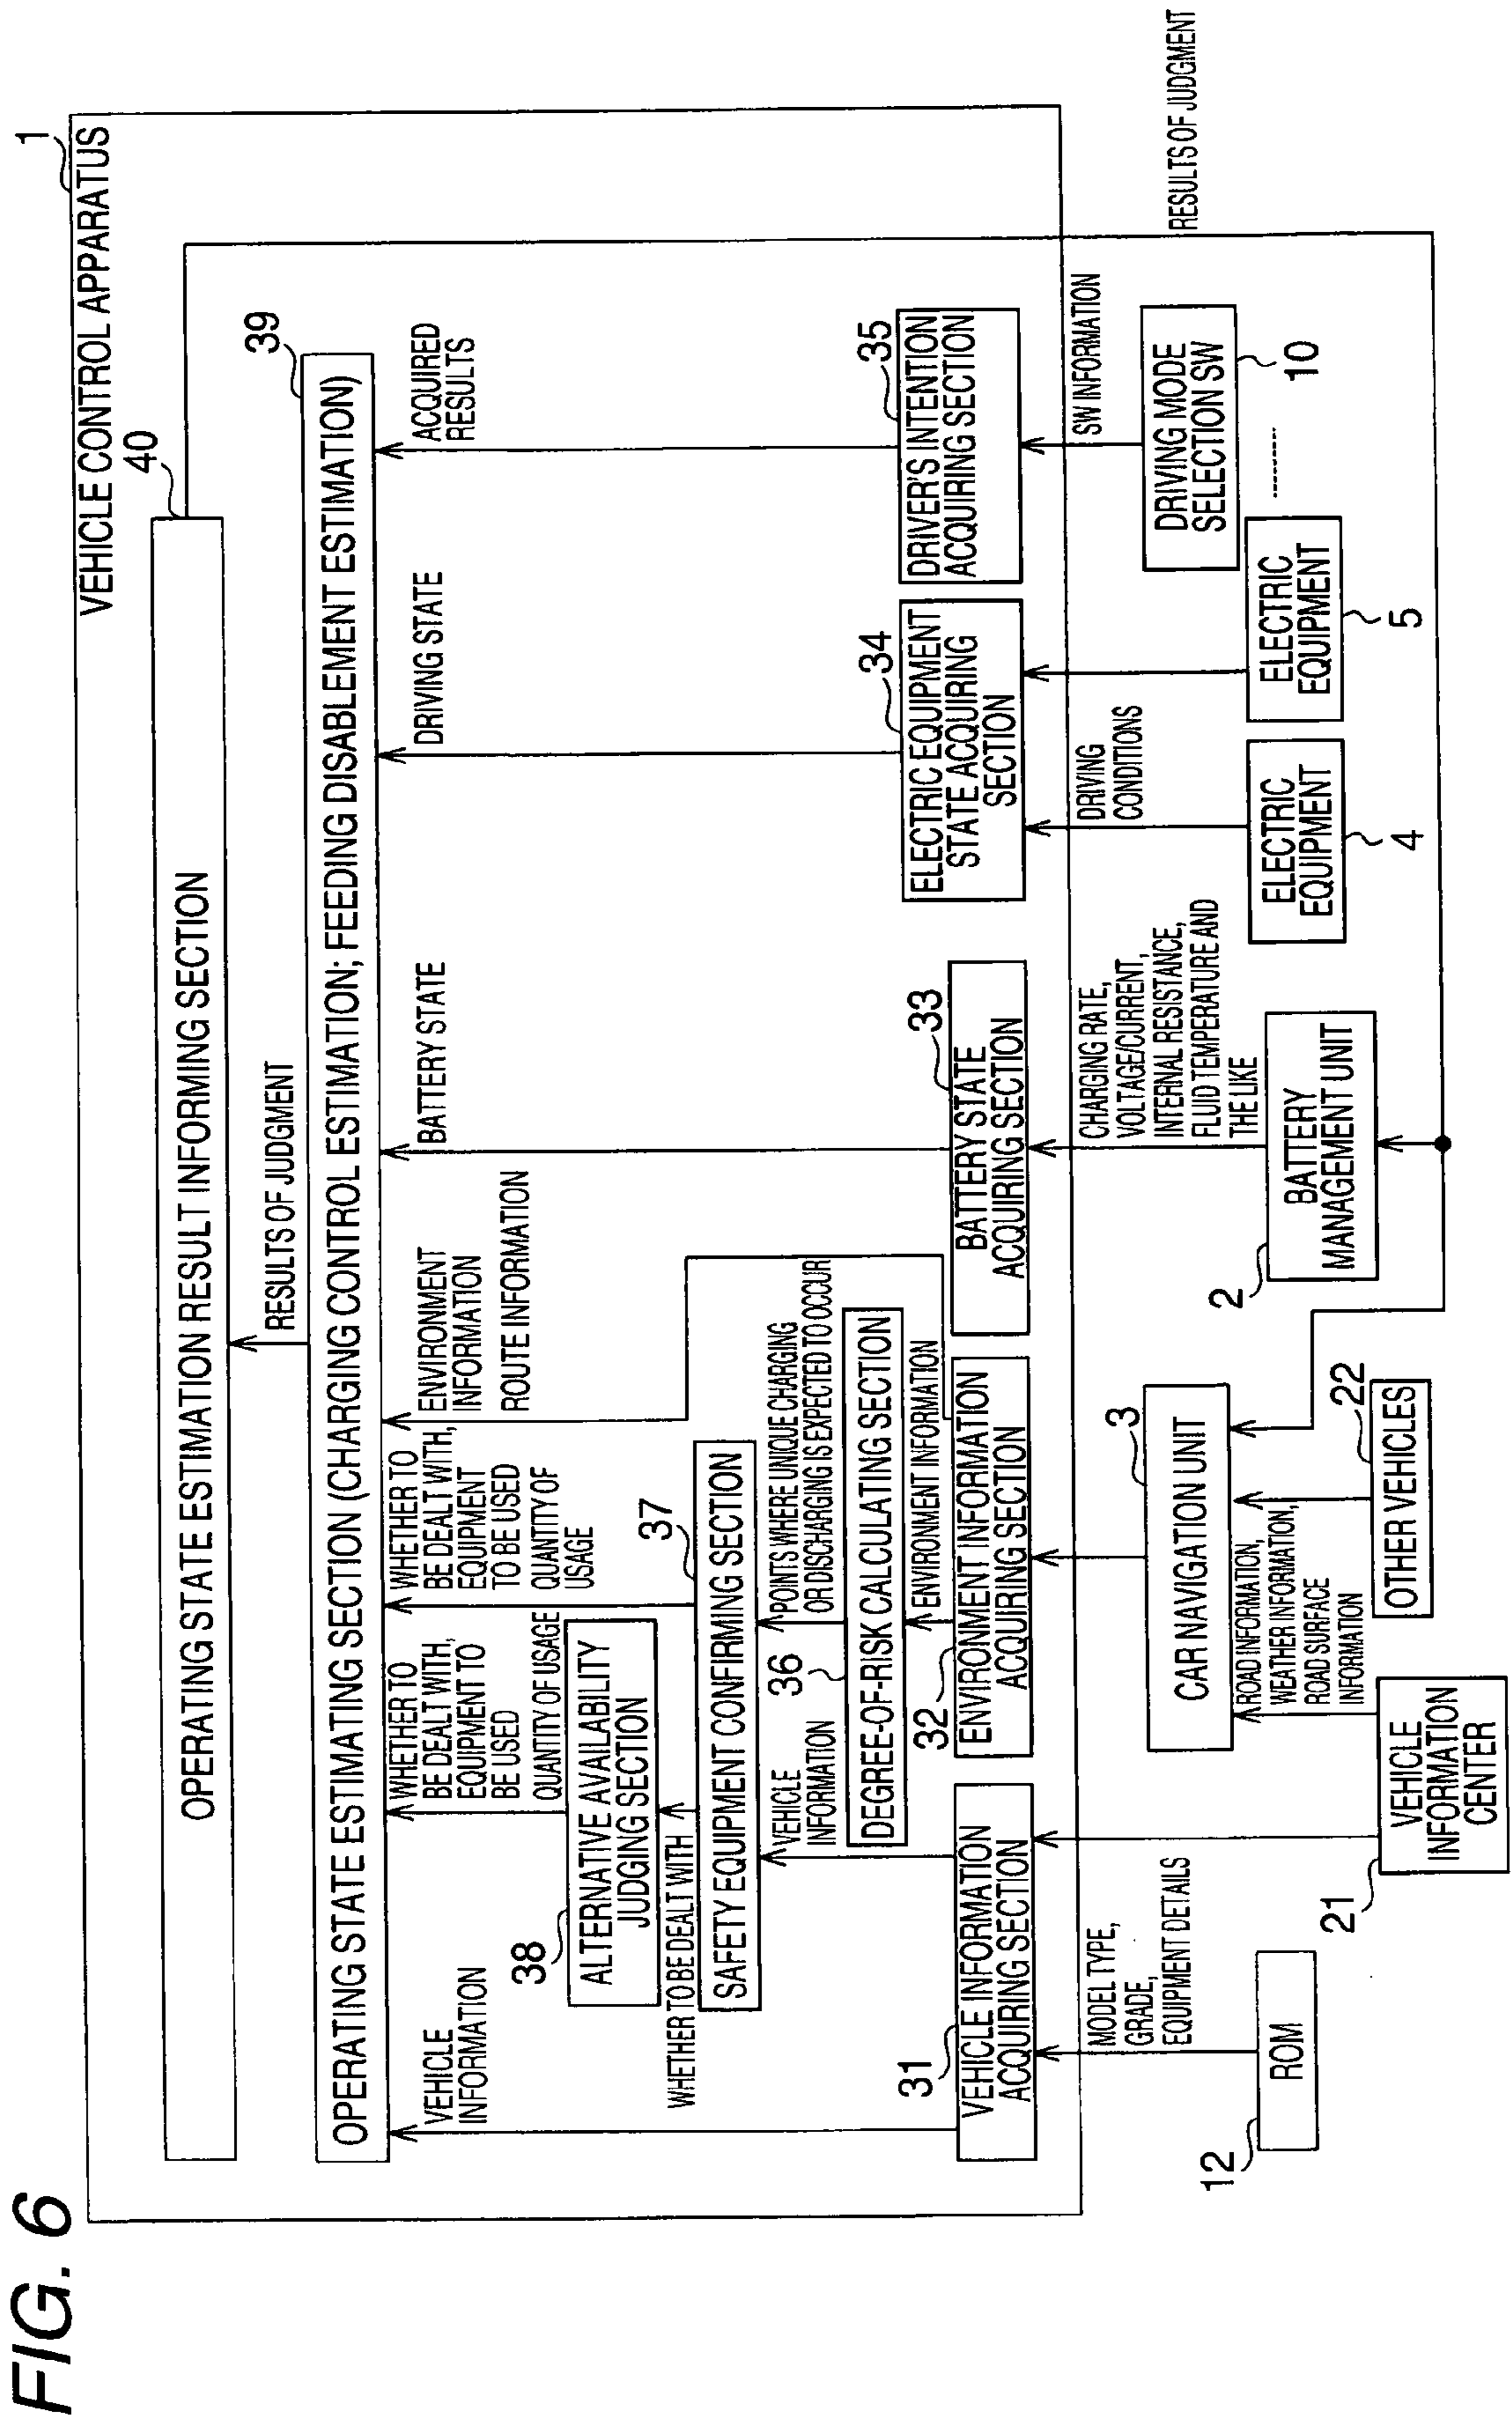 FIG. 6
1
VEHICLE CONTROL APPARATUS
40
OPERATING STATE ESTIMATION RESULT INFORMING SECTION
RESULTS OF JUDGMENT
39
OPERATING STATE ESTIMATING SECTION (CHARGING CONTROL ESTIMATION; FEEDING DISABLEMENT ESTIMATION)
VEHICLE
INFORMATION
WHETHER TO
BE DEALT WITH,
EQUIPMENT TO
BE USED
QUANTITY OF USAGE
WHETHER TO
BE DEALT WITH,
EQUIPMENT
TO BE USED
QUANTITY OF
USAGE
ENVIRONMENT
INFORMATION
ROUTE INFORMATION
BATTERY STATE
DRIVING STATE
ACQUIRED
RESULTS
38
ALTERNATIVE AVAILABILITY
JUDGING SECTION
WHETHER TO BE DEALT WITH
37
SAFETY EQUIPMENT CONFIRMING SECTION
VEHICLE
INFORMATION
36
POINTS WHERE UNIQUE CHARGING
OR DISCHARGING IS EXPECTED TO OCCUR
DEGREE-OF-RISK CALCULATING SECTION
ENVIRONMENT INFORMATION
31
VEHICLE INFORMATION
ACQUIRING SECTION
32
ENVIRONMENT INFORMATION
ACQUIRING SECTION
33
BATTERY STATE
ACQUIRING SECTION
34
ELECTRIC EQUIPMENT
STATE ACQUIRING
SECTION
35
DRIVER'S INTENTION
ACQUIRING SECTION
MODEL TYPE,
GRADE,
EQUIPMENT DETAILS
CHARGING RATE,
VOLTAGE/CURRENT,
INTERNAL RESISTANCE,
FLUID TEMPERATURE AND
THE LIKE
DRIVING
CONDITIONS
SW INFORMATION
RESULTS OF JUDGMENT
12
ROM
21
VEHICLE
INFORMATION
CENTER
3
CAR NAVIGATION UNIT
ROAD INFORMATION,
WEATHER INFORMATION,
ROAD SURFACE
INFORMATION
22
OTHER VEHICLES
2
BATTERY
MANAGEMENT UNIT
ELECTRIC
EQUIPMENT
4
ELECTRIC
EQUIPMENT
5
DRIVING MODE
SELECTION SW
10